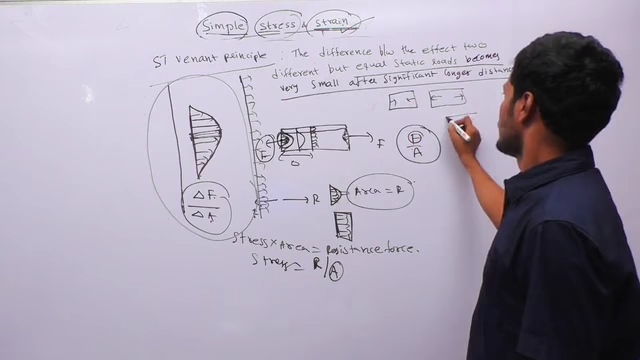 Simple Stress & Strain
ST venant principle : The difference b/w the effect two
different but equal static loads becomes
very small after significant longer distanc
F
D
F
P
A
ΔF
ΔA
R
Area = R
Stress × Area = Resistance force.
Stress = R/A